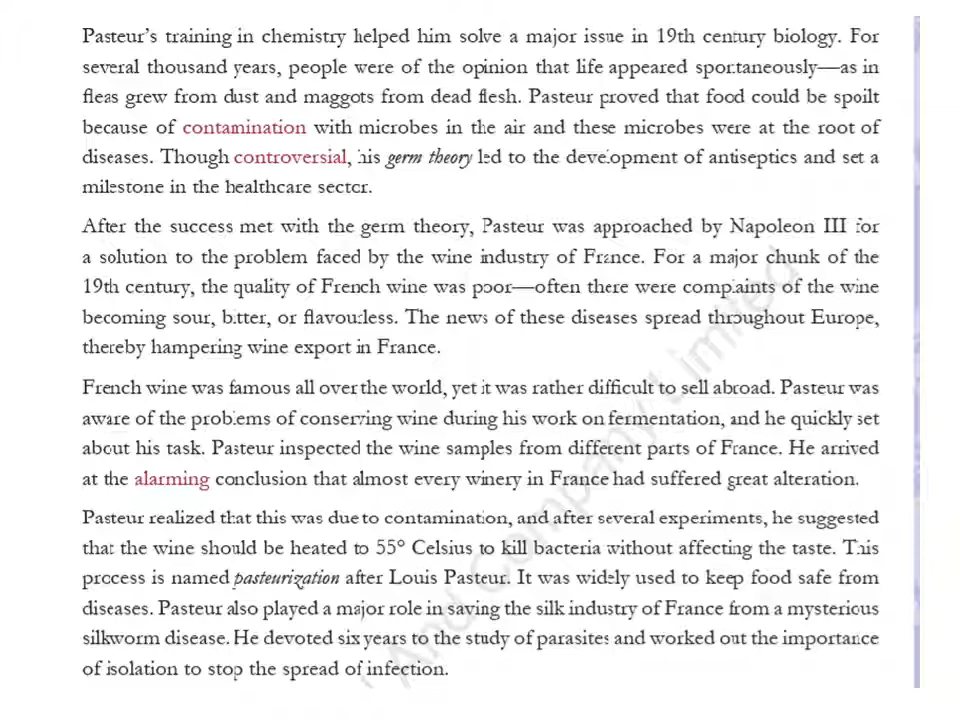 Pasteur's training in chemistry helped him solve a major issue in 19th century biology. For
several thousand years, people were of the opinion that life appeared spontaneously—as in
fleas grew from dust and maggots from dead flesh. Pasteur proved that food could be spoilt
because of contamination with microbes in the air and these microbes were at the root of
diseases. Though controversial, his germ theory led to the development of antiseptics and set a
milestone in the healthcare sector.
After the success met with the germ theory, Pasteur was approached by Napoleon III for
a solution to the problem faced by the wine industry of France. For a major chunk of the
19th century, the quality of French wine was poor—often there were complaints of the wine
becoming sour, bitter, or flavourless. The news of these diseases spread throughout Europe,
thereby hampering wine export in France.
French wine was famous all over the world, yet it was rather difficult to sell abroad. Pasteur was
aware of the problems of conserving wine during his work on fermentation, and he quickly set
about his task. Pasteur inspected the wine samples from different parts of France. He arrived
at the alarming conclusion that almost every winery in France had suffered great alteration.
Pasteur realized that this was due to contamination, and after several experiments, he suggested
that the wine should be heated to 55° Celsius to kill bacteria without affecting the taste. This
process is named pasteurization after Louis Pasteur. It was widely used to keep food safe from
diseases. Pasteur also played a major role in saving the silk industry of France from a mysterious
silkworm disease. He devoted six years to the study of parasites and worked out the importance
of isolation to stop the spread of infection.
And Company Limited